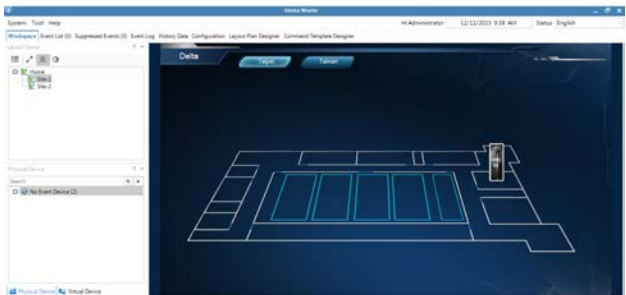 Device Master
System Tool Help
Hi Administrator 12/12/2023 9:38 AM Status English
Workspace Event List (0) Suppressed Events (0) Event Log History Data Configuration Layout Plan Designer Command Template Designer
Layout Device
Delta Taipei Tainan
Home
Site-1
Site-2
Physical Device
Search
No Event Device (2)
Physical Device Virtual Device